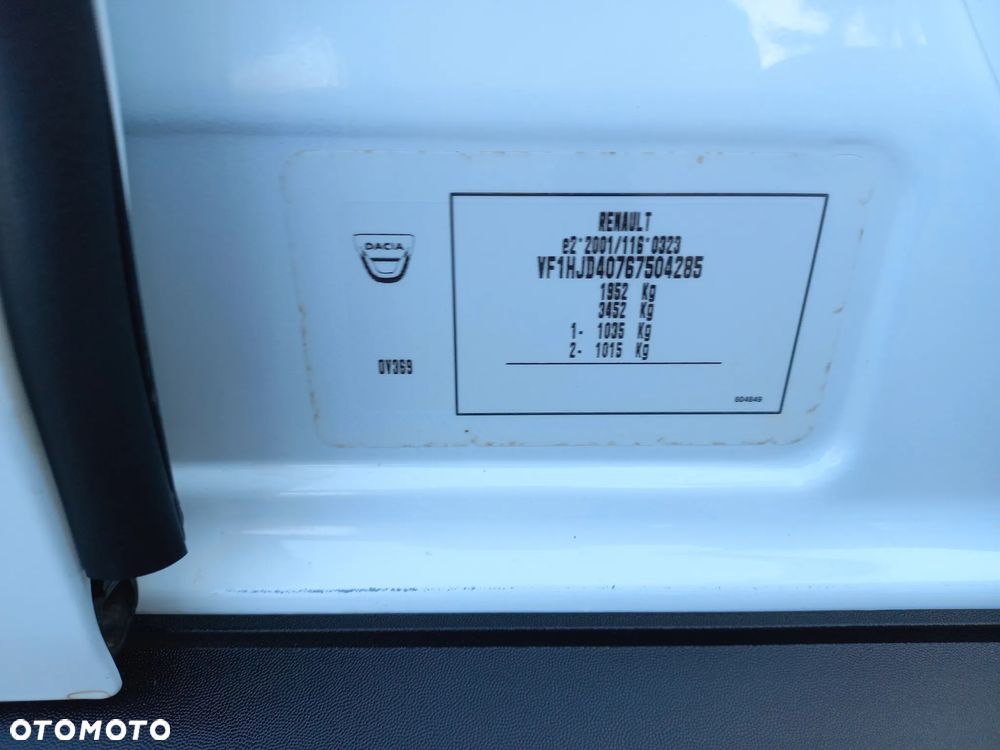 DACIA
0V369
RENAULT
e2*2001/116*0323
VF1HJD40767504285
1952 Kg
3452 Kg
1- 1035 Kg
2- 1015 Kg
604849
OTOMOTO